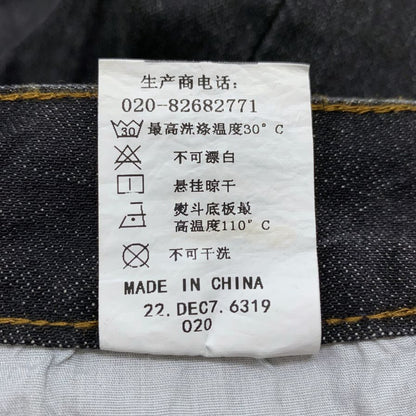 生产商电话:
020-82682771
30 最高洗涤温度30°C
不可漂白
悬挂晾干
熨斗底板最
高温度110°C
不可干洗
MADE IN CHINA
22.DEC7.6319
020